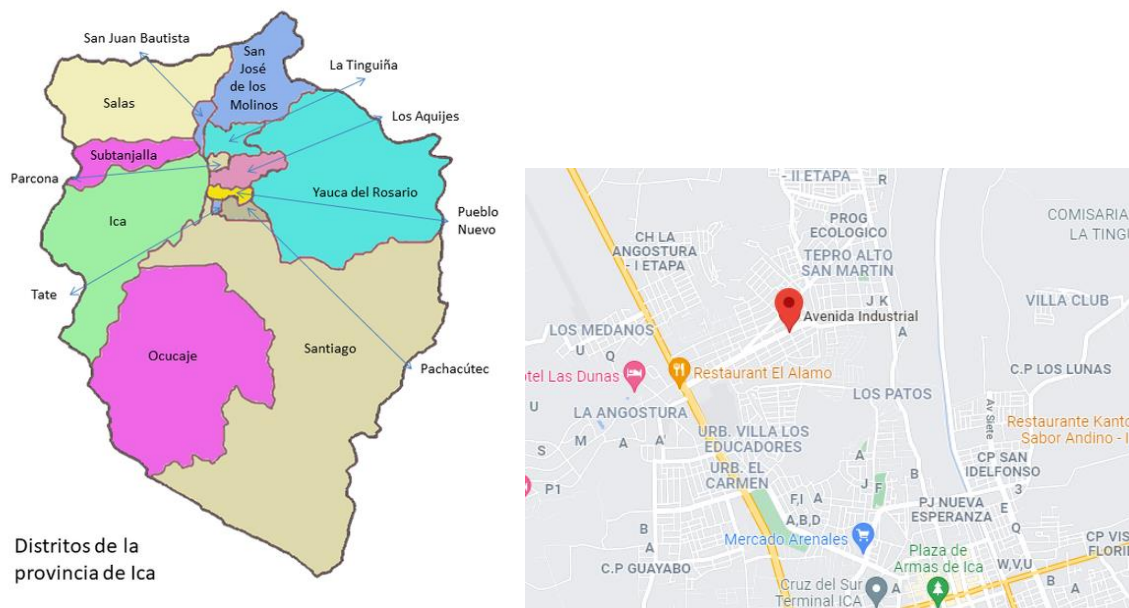 San Juan Bautista
San
José
de los
Molinos
La Tinguiña
Salas
Los Aquijes
Subtanjalla
Parcona
Yauca del Rosario
Ica
Pueblo
Nuevo
Tate
Santiago
Ocucaje
Pachacútec
Distritos de la
provincia de Ica
- II ETAPA
R
PROG
ECOLOGICO
COMISARIA
LA TINGU
CH LA
ANGOSTURA
- I ETAPA
TEPRO ALTO
SAN MARTIN
J K
VILLA CLUB
Avenida Industrial
LOS MEDANOS
A
U
Q
C.P LOS LUNAS
otel Las Dunas
Restaurant El Alamo
LOS PATOS
U
LA ANGOSTURA
Av Siete
Restaurante Kanto
Sabor Andino - I
S
M
A
A
URB. VILLA LOS
EDUCADORES
CP SAN
IDELFONSO
URB. EL
CARMEN
A
B
P1
J
F
3
F,I
A
PJ NUEVA
ESPERANZA
E
B
A,B,D
Q
Mercado Arenales
A
CP VIS
FLORI
C.P GUAYABO
Plaza de
Armas de Ica
W,V,U
B
A
Cruz del Sur
Terminal ICA
A